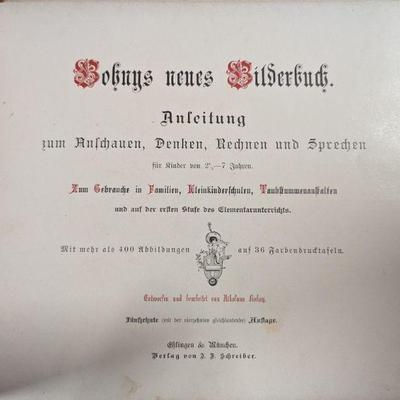 Bohnys neues Bilderbuch.
Anleitung
zum Anschauen, Denken, Rechnen und Sprechen
für Kinder von 2½–7 Jahren.
Zum Gebrauche in Familien, Kleinkinderschulen, Taubstummenanstalten
und auf der ersten Stufe des Elementarunterrichts.
Mit mehr als 400 Abbildungen auf 36 Farbendrucktafeln.
Entworfen und bearbeitet von Nikolaus Bohny.
Fünfzehnte (mit der vierzehnten gleichlautende) Auflage.
Eßlingen & München.
Verlag von J. F. Schreiber.